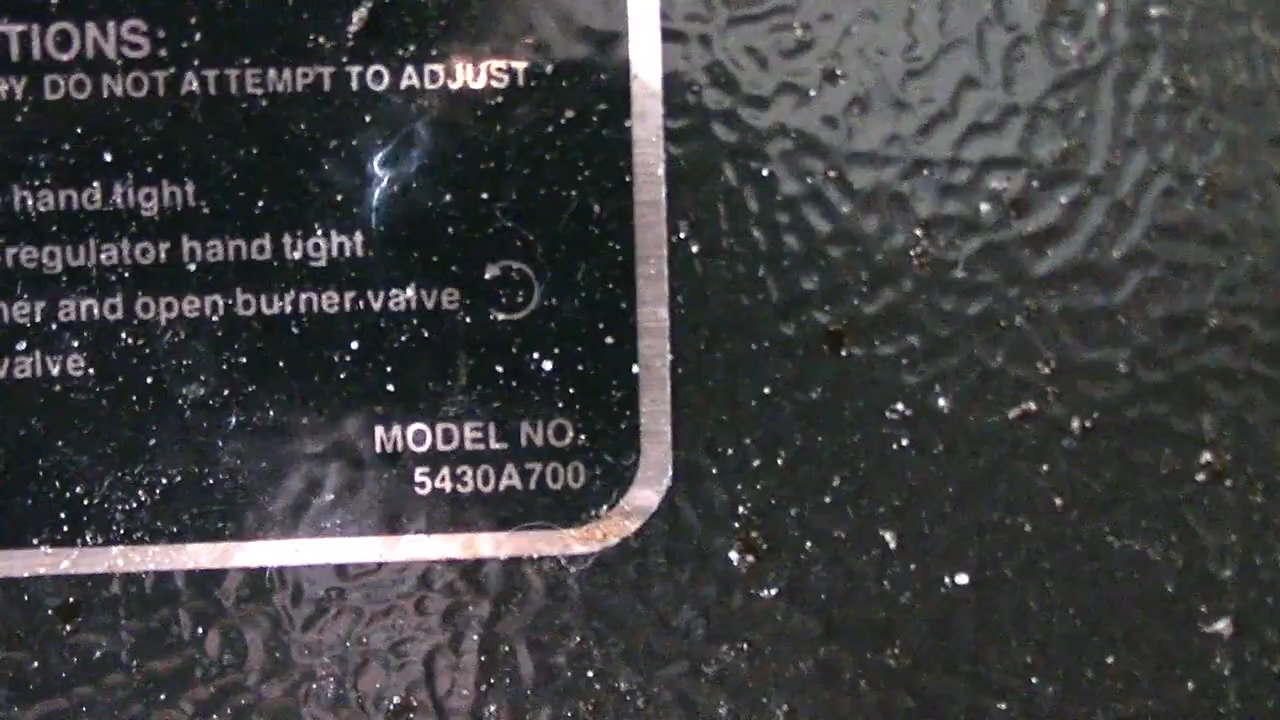 TIONS:
RY. DO NOT ATTEMPT TO ADJUST.
hand tight.
regulator hand tight.
ner and open burner valve
valve.
MODEL NO.
5430A700